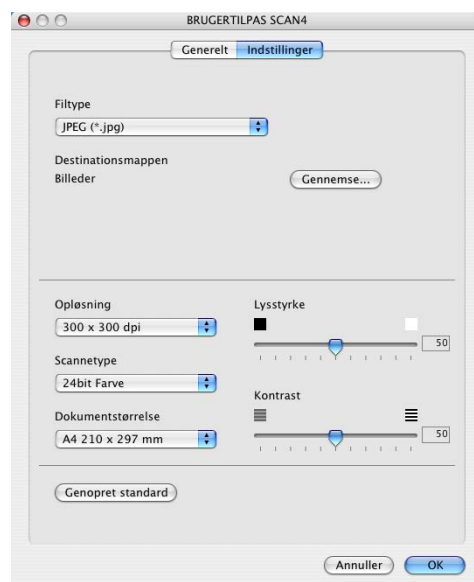 BRUGERTILPAS SCAN4
Generelt Indstillinger
Filtype
JPEG (*.jpg)
Destinationsmappen
Billeder
Gennemse...
Opløsning
300 x 300 dpi
Lysstyrke
50
Scannetype
24bit Farve
Kontrast
50
Dokumentstørrelse
A4 210 x 297 mm
Genopret standard
Annuller OK